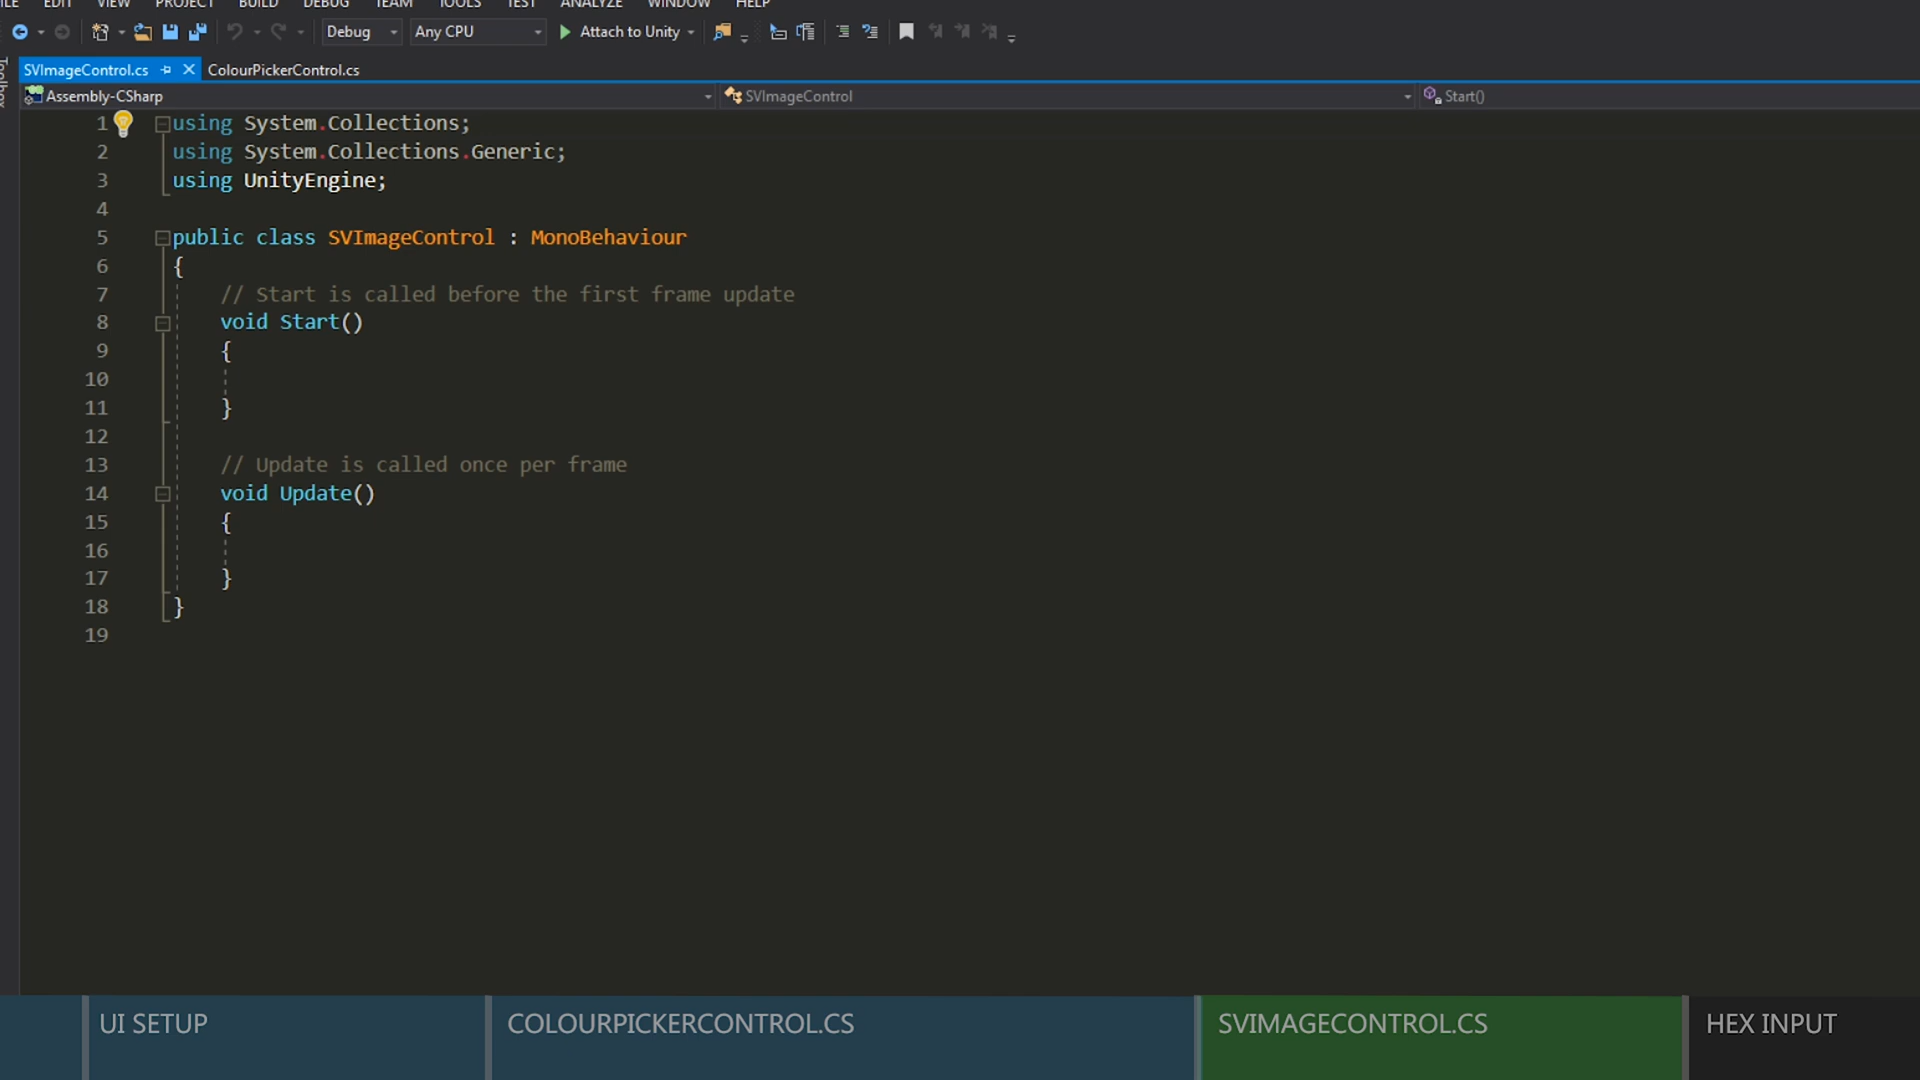 EDIT VIEW PROJECT BUILD DEBUG TEAM TOOLS TEST ANALYZE WINDOW HELP
Debug Any CPU Attach to Unity
SVImageControl.cs ColourPickerControl.cs
Assembly-CSharp SVImageControl Start()
1 using System.Collections;
2 using System.Collections.Generic;
3 using UnityEngine;
4
5 public class SVImageControl : MonoBehaviour
6 {
7 // Start is called before the first frame update
8 void Start()
9 {
10
11 }
12
13 // Update is called once per frame
14 void Update()
15 {
16
17 }
18 }
19
UI SETUP COLOURPICKERCONTROL.CS SVIMAGECONTROL.CS HEX INPUT